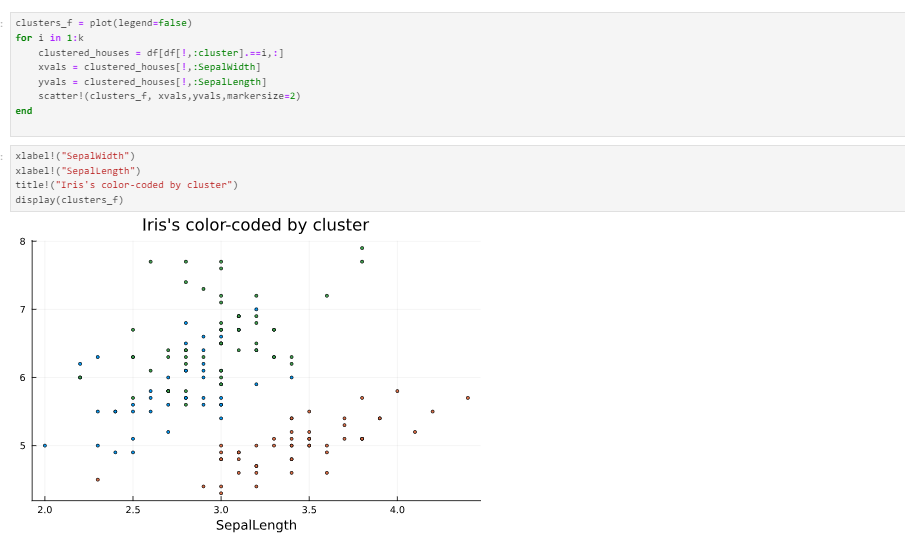 clusters_f = plot(legend=false)
for i in 1:k
    clustered_houses = df[df[!,:cluster].==i,:]
    xvals = clustered_houses[!,:SepalWidth]
    yvals = clustered_houses[!,:SepalLength]
    scatter!(clusters_f, xvals,yvals,markersize=2)
end
xlabel!("SepalWidth")
xlabel!("SepalLength")
title!("Iris's color-coded by cluster")
display(clusters_f)
Iris's color-coded by cluster
8
7
6
5
2.0 2.5 3.0 3.5 4.0
SepalLength